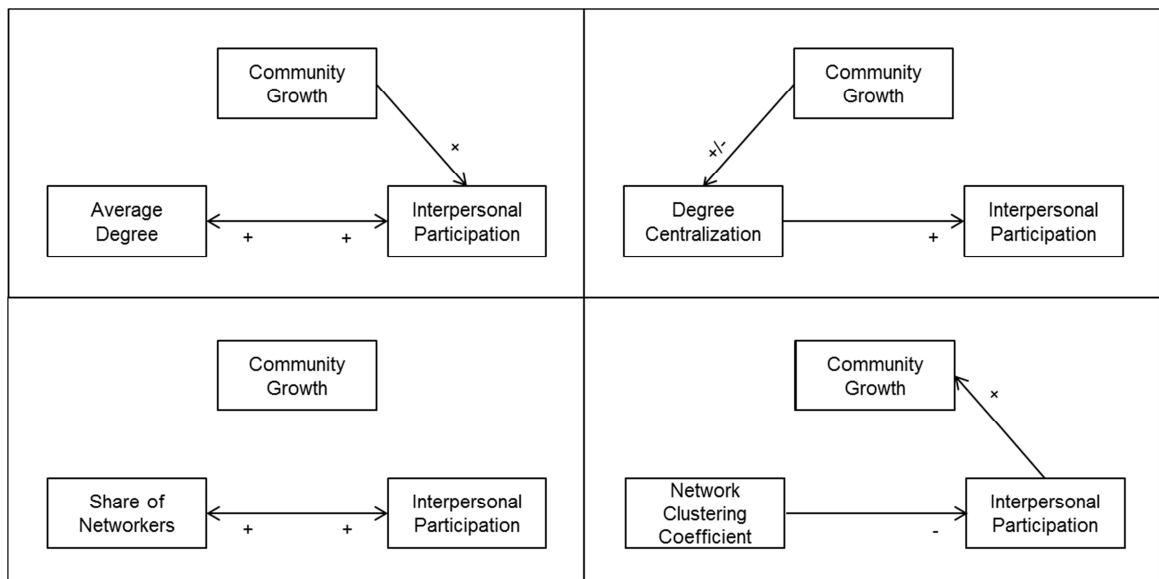 Community
Growth
+
Average
Degree
Interpersonal
Participation
+
+
Community
Growth
+/-
Degree
Centralization
Interpersonal
Participation
+
Community
Growth
Share of
Networkers
Interpersonal
Participation
+
+
Community
Growth
+
Network
Clustering
Coefficient
Interpersonal
Participation
-